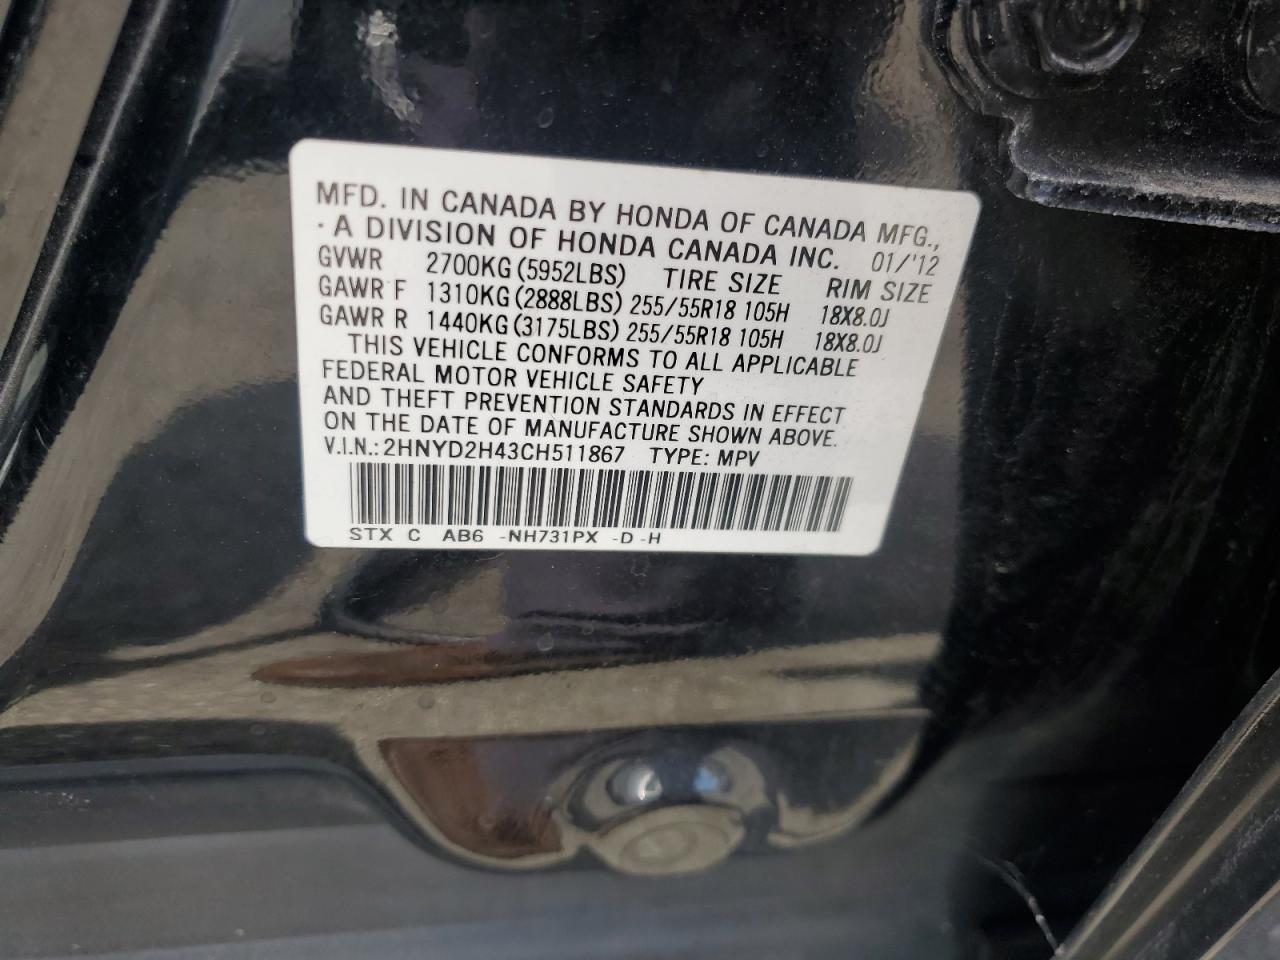 MFD. IN CANADA BY HONDA OF CANADA MFG.,
· A DIVISION OF HONDA CANADA INC. 01/'12
GVWR 2700KG (5952LBS) TIRE SIZE RIM SIZE
GAWR F 1310KG (2888LBS) 255/55R18 105H 18X8.0J
GAWR R 1440KG (3175LBS) 255/55R18 105H 18X8.0J
THIS VEHICLE CONFORMS TO ALL APPLICABLE
FEDERAL MOTOR VEHICLE SAFETY
AND THEFT PREVENTION STANDARDS IN EFFECT
ON THE DATE OF MANUFACTURE SHOWN ABOVE.
V.I.N.: 2HNYD2H43CH511867 TYPE: MPV
STX C AB6 -NH731PX -D -H